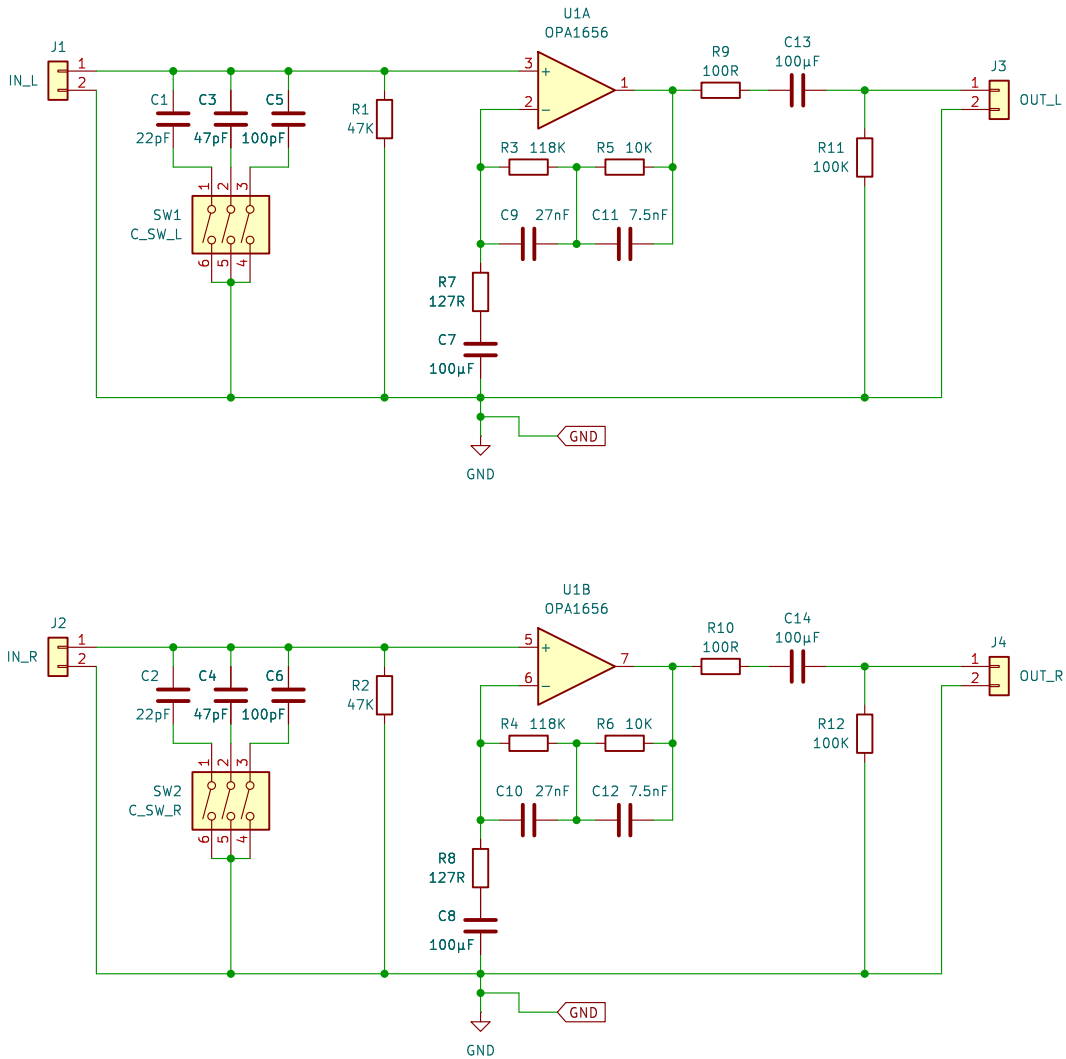 U1A
OPA1656
J1
IN_L
1
2
C1
22pF
C3
47pF
C5
100pF
R1
47K
3
+
2
−
1
R9
100R
C13
100µF
J3
1
2
OUT_L
R3 118K
R5 10K
R11
100K
1
2
3
SW1
C_SW_L
6
5
4
C9 27nF
C11 7.5nF
R7
127R
C7
100µF
GND
GND
U1B
OPA1656
J2
IN_R
1
2
C2
22pF
C4
47pF
C6
100pF
R2
47K
5
+
6
−
7
R10
100R
C14
100µF
J4
1
2
OUT_R
R4 118K
R6 10K
R12
100K
1
2
3
SW2
C_SW_R
6
5
4
C10 27nF
C12 7.5nF
R8
127R
C8
100µF
GND
GND